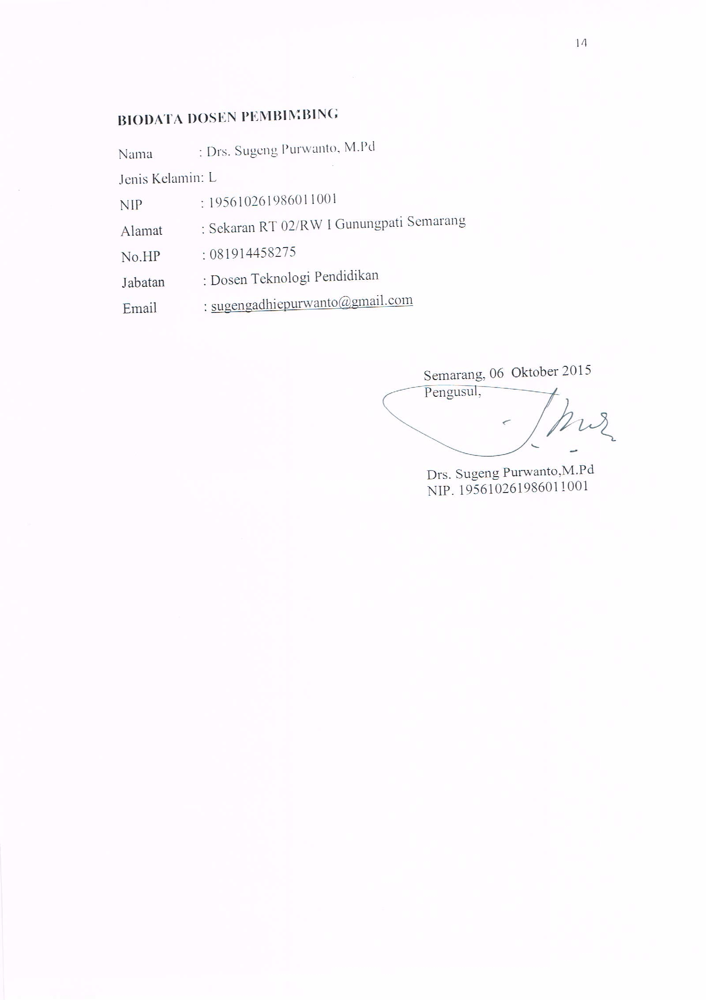 14
BIODATA DOSEN PEMBIMBING
Nama : Drs. Sugeng Purwanto, M.Pd
Jenis Kelamin: L
NIP : 195610261986011001
Alamat : Sekaran RT 02/RW I Gunungpati Semarang
No.HP : 081914458275
Jabatan : Dosen Teknologi Pendidikan
Email : sugengadhiepurwanto@gmail.com
Semarang, 06 Oktober 2015
Pengusul,
Drs. Sugeng Purwanto,M.Pd
NIP. 195610261986011001